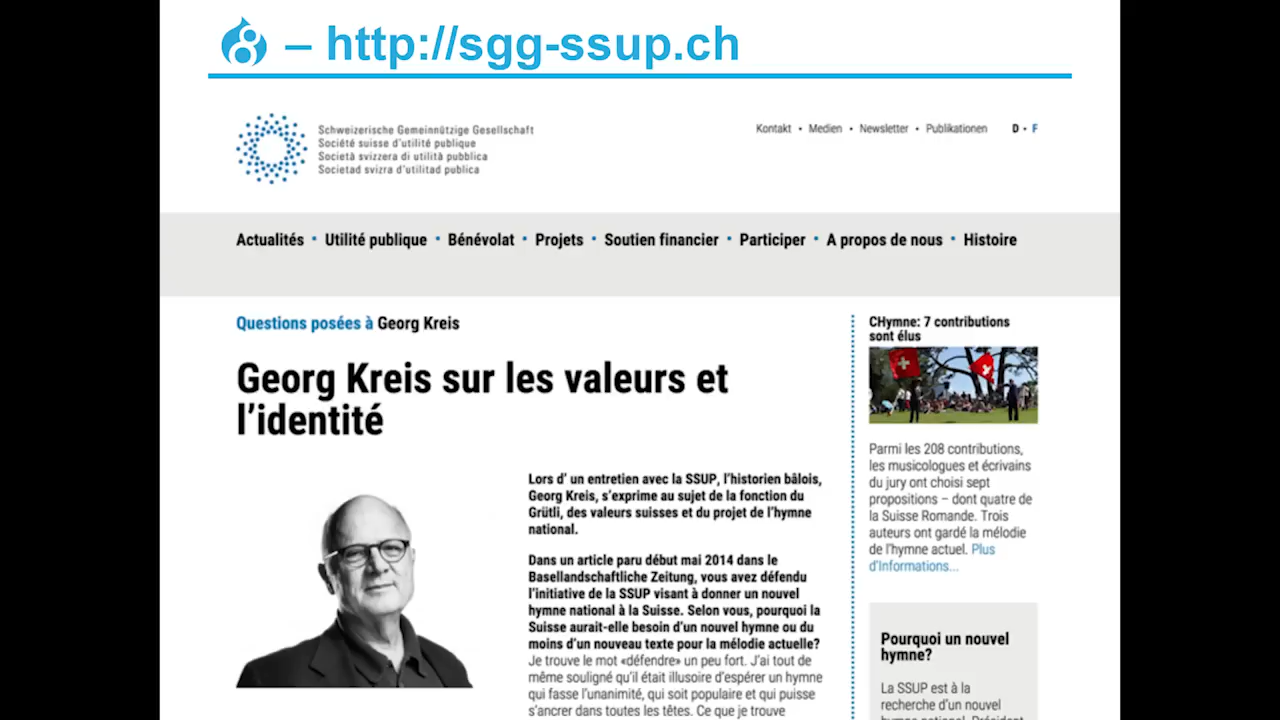 – http://sgg-ssup.ch
Schweizerische Gemeinnützige Gesellschaft
Société suisse d'utilité publique
Società svizzera di utilità pubblica
Societad svizra d'utilitad publica
Kontakt • Medien • Newsletter • Publikationen D • F
Actualités • Utilité publique • Bénévolat • Projets • Soutien financier • Participer • A propos de nous • Histoire
Questions posées à Georg Kreis
Georg Kreis sur les valeurs et
l'identité
Lors d' un entretien avec la SSUP, l'historien bâlois,
Georg Kreis, s'exprime au sujet de la fonction du
Grütli, des valeurs suisses et du projet de l'hymne
national.
Dans un article paru début mai 2014 dans le
Basellandschaftliche Zeitung, vous avez défendu
l'initiative de la SSUP visant à donner un nouvel
hymne national à la Suisse. Selon vous, pourquoi la
Suisse aurait-elle besoin d'un nouvel hymne ou du
moins d'un nouveau texte pour la mélodie actuelle?
Je trouve le mot «défendre» un peu fort. J'ai tout de
même souligné qu'il était illusoire d'espérer un hymne
qui fasse l'unanimité, qui soit populaire et qui puisse
s'ancrer dans toutes les têtes. Ce que je trouve
CHymne: 7 contributions
sont élus
Parmi les 208 contributions,
les musicologues et écrivains
du jury ont choisi sept
propositions – dont quatre de
la Suisse Romande. Trois
auteurs ont gardé la mélodie
de l'hymne actuel. Plus
d'Informations...
Pourquoi un nouvel
hymne?
La SSUP est à la
recherche d'un nouvel
hymne national. Président